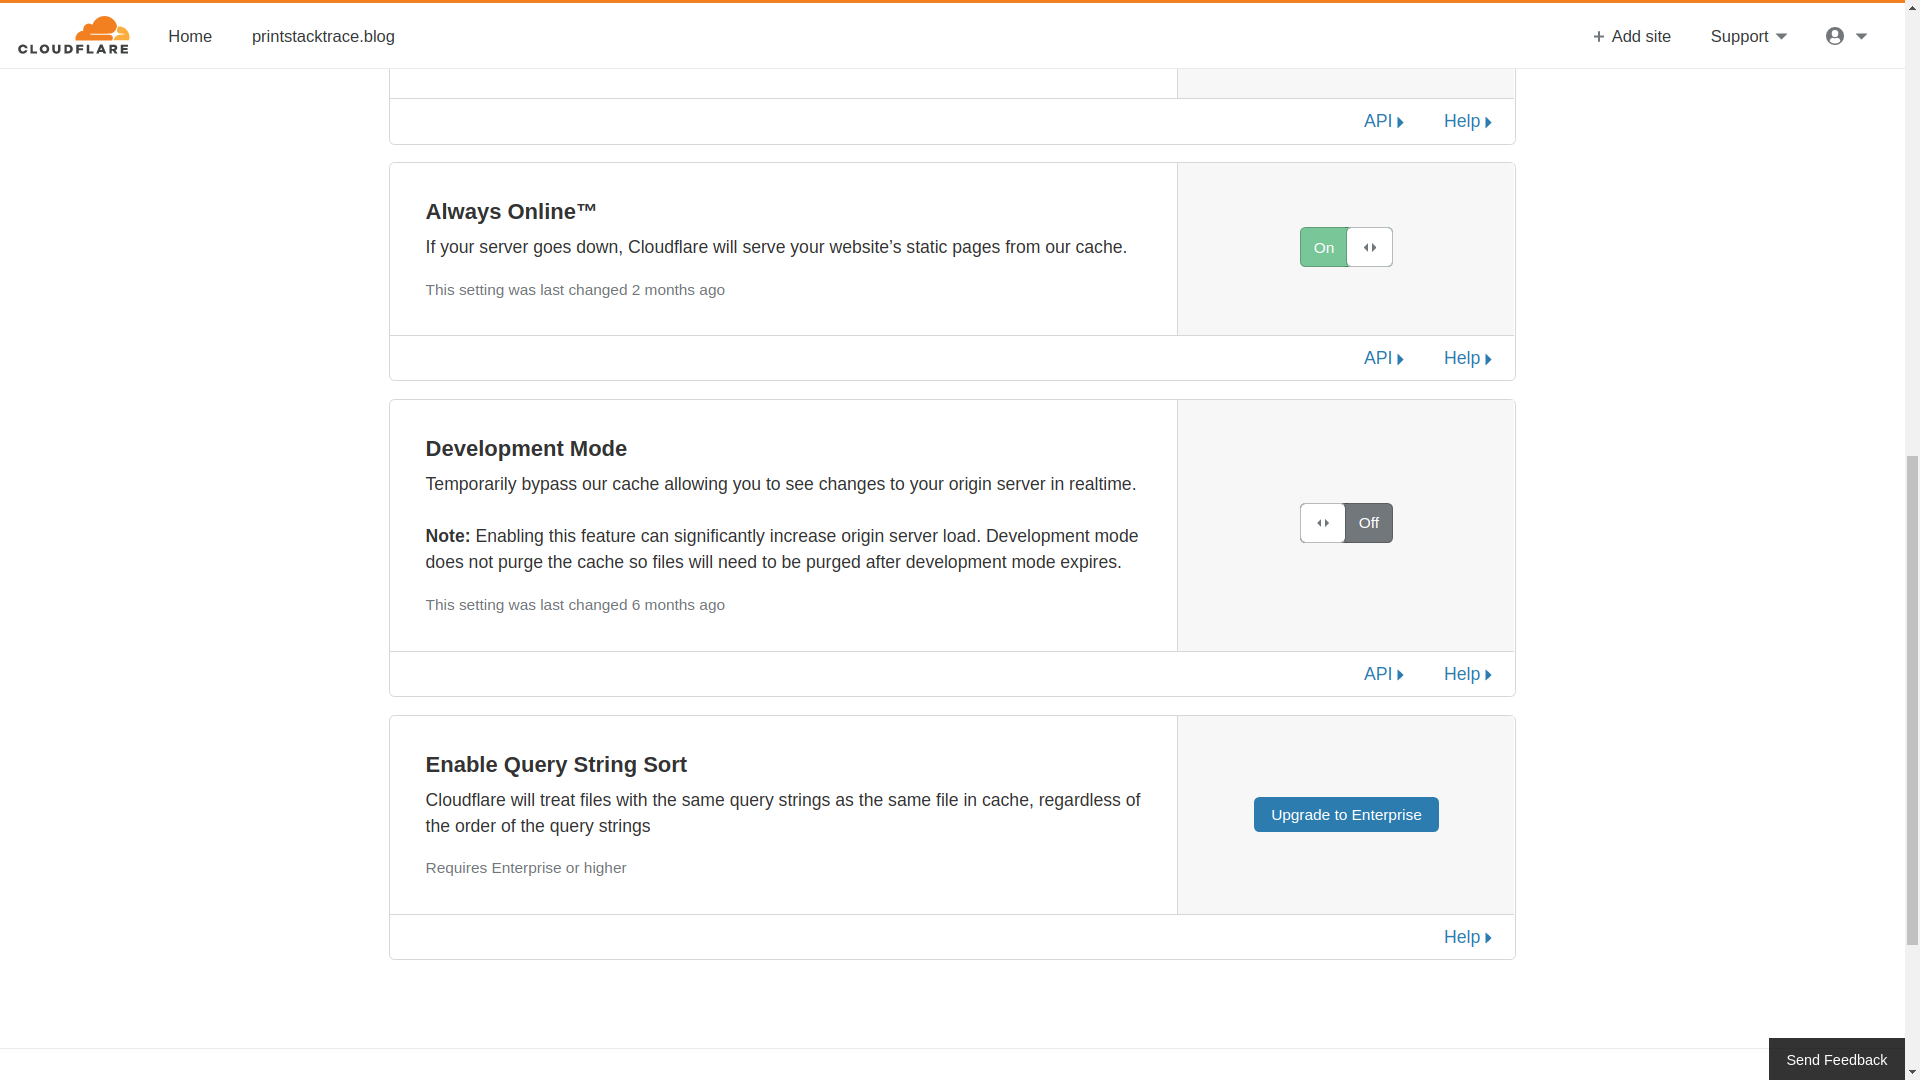 CLOUDFLARE
Home
printstacktrace.blog
+ Add site
Support
API
Help
Always Online™
If your server goes down, Cloudflare will serve your website’s static pages from our cache.
This setting was last changed 2 months ago
On
API
Help
Development Mode
Temporarily bypass our cache allowing you to see changes to your origin server in realtime.
Note: Enabling this feature can significantly increase origin server load. Development mode
does not purge the cache so files will need to be purged after development mode expires.
This setting was last changed 6 months ago
Off
API
Help
Enable Query String Sort
Cloudflare will treat files with the same query strings as the same file in cache, regardless of
the order of the query strings
Requires Enterprise or higher
Upgrade to Enterprise
Help
Send Feedback